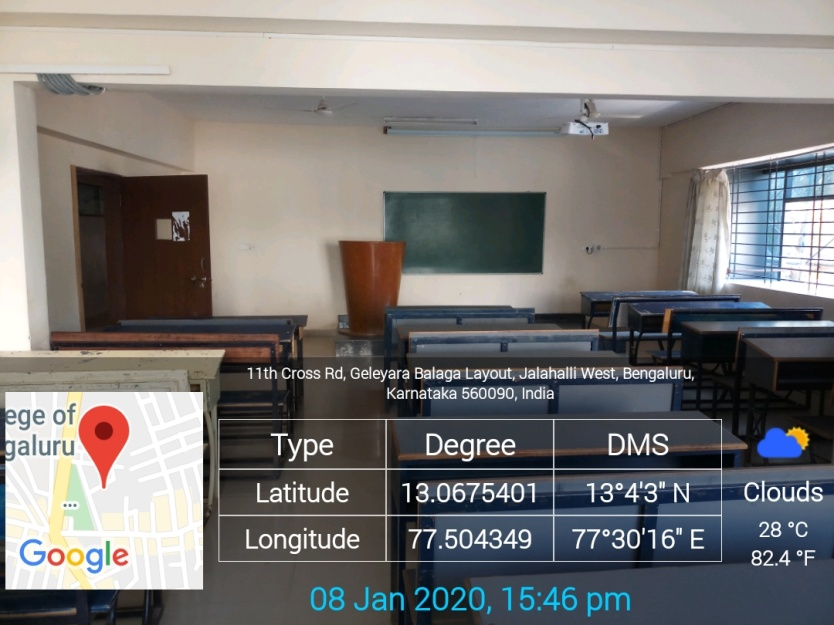 11th Cross Rd, Geleyara Balaga Layout, Jalahalli West, Bengaluru,
Karnataka 560090, India
ege of
galuru
Google
Type Degree DMS
Latitude 13.0675401 13°4'3" N
Longitude 77.504349 77°30'16" E
Clouds
28 °C
82.4 °F
08 Jan 2020, 15:46 pm